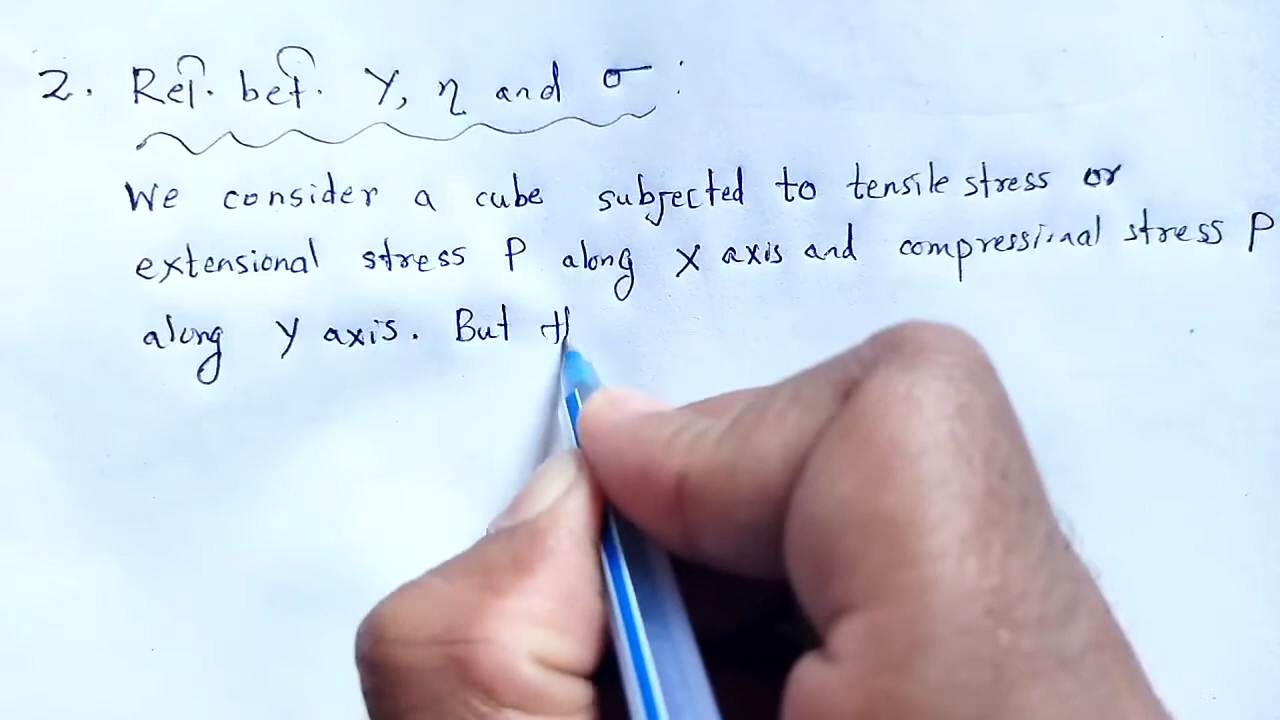 2. Rel. bet. Y, η and σ :
We consider a cube subjected to tensile stress or
extensional stress P along X axis and compressional stress P
along Y axis. But th